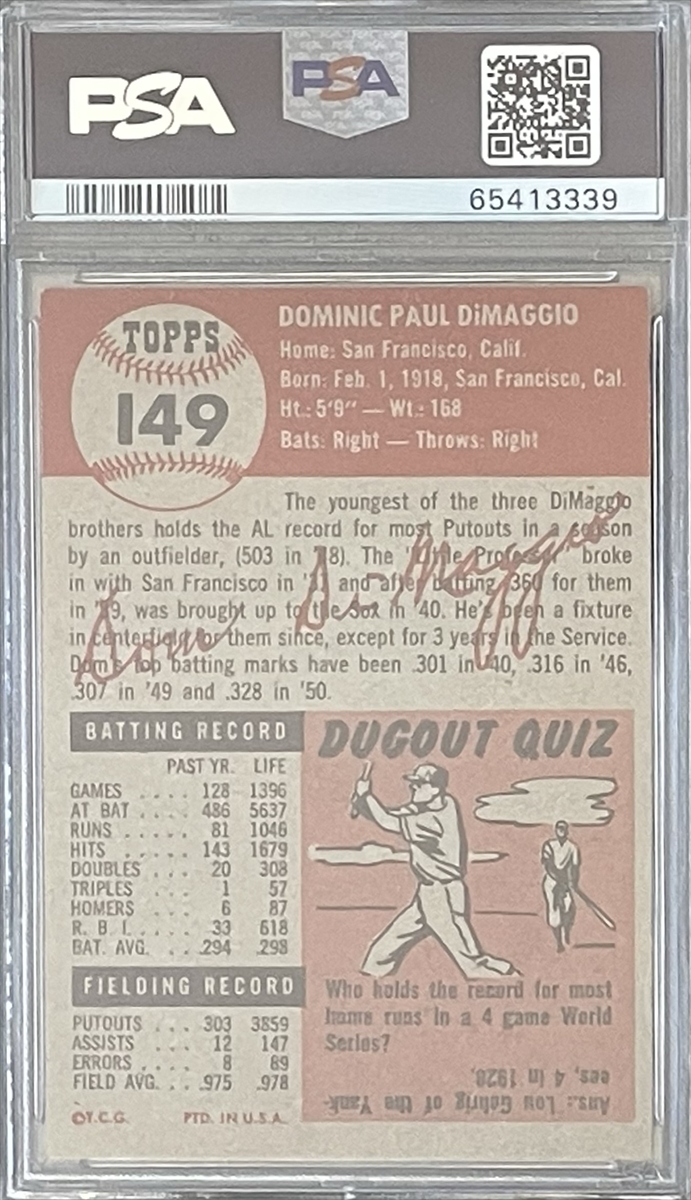 PSA
PSA
65413339
TOPPS
149
DOMINIC PAUL DiMAGGIO
Home: San Francisco, Calif.
Born: Feb. 1, 1918, San Francisco, Cal.
Ht.: 5'9" — Wt.: 168
Bats: Right — Throws: Right
The youngest of the three DiMaggio
brothers holds the AL record for most Putouts in a season
by an outfielder, (503 in '48). The "Little Professor" broke
in with San Francisco in and after batting .360 for them
in '39, was brought up to the Sox in '40. He's been a fixture
in centerfield for them since, except for 3 years in the Service.
Dom's top batting marks have been .301 in '40, .316 in '46,
.307 in '49 and .328 in '50.
Dom DiMaggio
BATTING RECORD
PAST YR. LIFE
GAMES .... 128 1396
AT BAT .... 486 5637
RUNS ..... 81 1046
HITS ...... 143 1679
DOUBLES .. 20 308
TRIPLES ... 1 57
HOMERS ... 6 87
R. B. I. .... 33 618
BAT. AVG. .. .294 .298
FIELDING RECORD
PUTOUTS ... 303 3859
ASSISTS ... 12 147
ERRORS .... 8 89
FIELD AVG. .. .975 .978
©T.C.G. PTD. IN U.S.A.
DUGOUT QUIZ
Who holds the record for most
home runs in a 4 game World
Series?
Ans.: Lou Gehrig of the Yank-
ees, 4 in 1928.